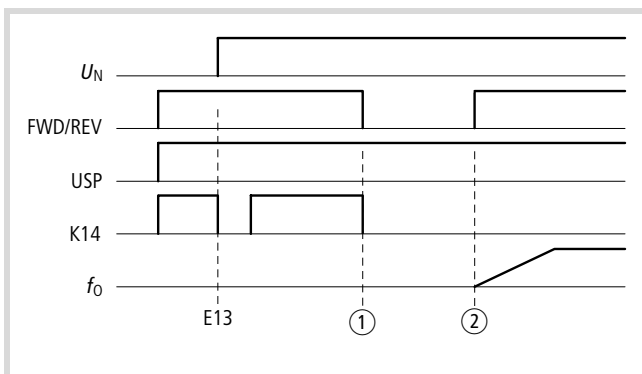 UN
FWD/REV
USP
K14
fO
E13 ① ②